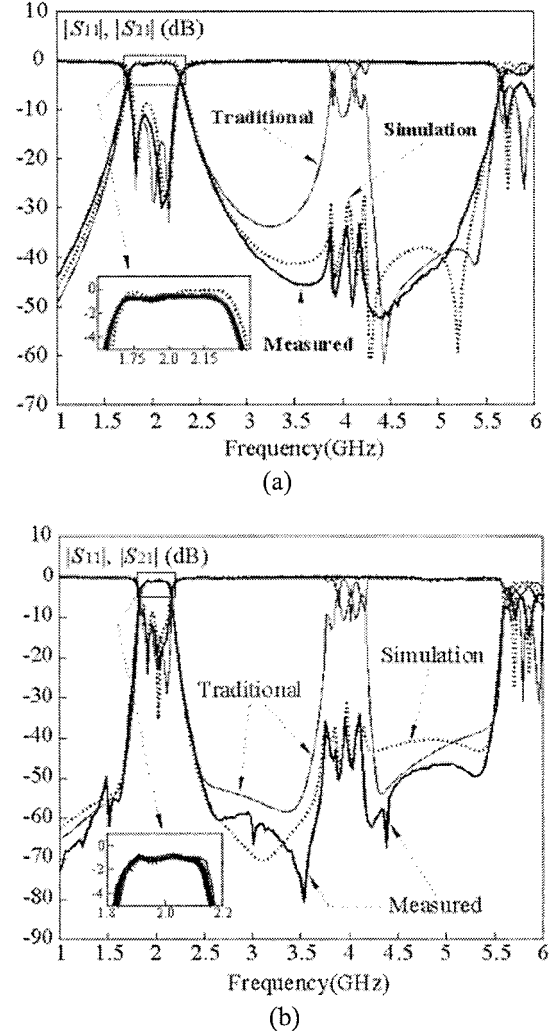 10
|S11|, |S21| (dB)
0
-10
Traditional
Simulation
-20
-30
-40
0
-2
-4
1.75 2.0 2.15
Measured
-50
-60
-70
1 1.5 2 2.5 3 3.5 4 4.5 5 5.5 6
Frequency(GHz)
(a)
10
|S11|, |S21| (dB)
0
-10
-20
Simulation
Traditional
-30
-40
-50
-60
0
-2
-4
1.8 2.0 2.2
-70
-80
Measured
-90
1 1.5 2 2.5 3 3.5 4 4.5 5 5.5 6
Frequency(GHz)
(b)